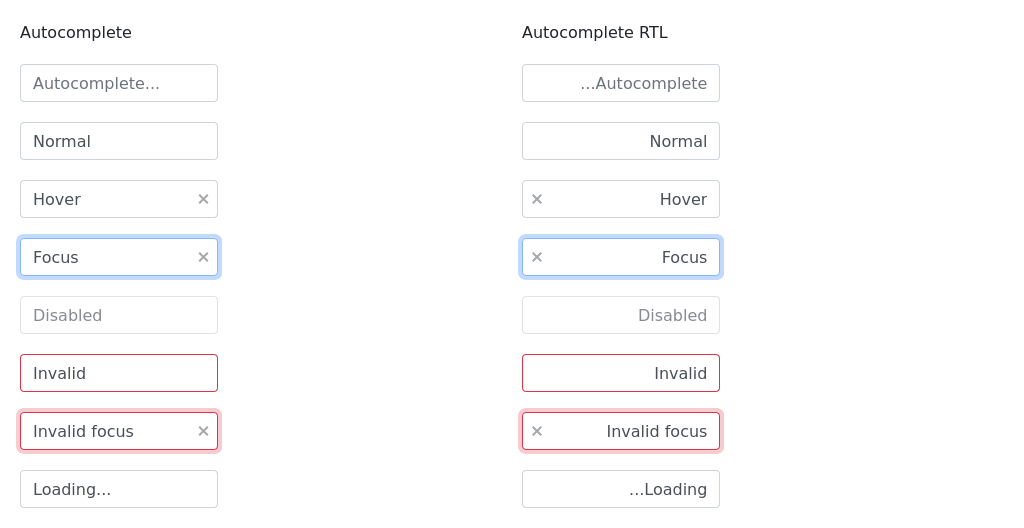 Autocomplete
Autocomplete...
Normal
Hover ×
Focus ×
Disabled
Invalid
Invalid focus ×
Loading...
Autocomplete RTL
...Autocomplete
Normal
× Hover
× Focus
Disabled
Invalid
× Invalid focus
...Loading